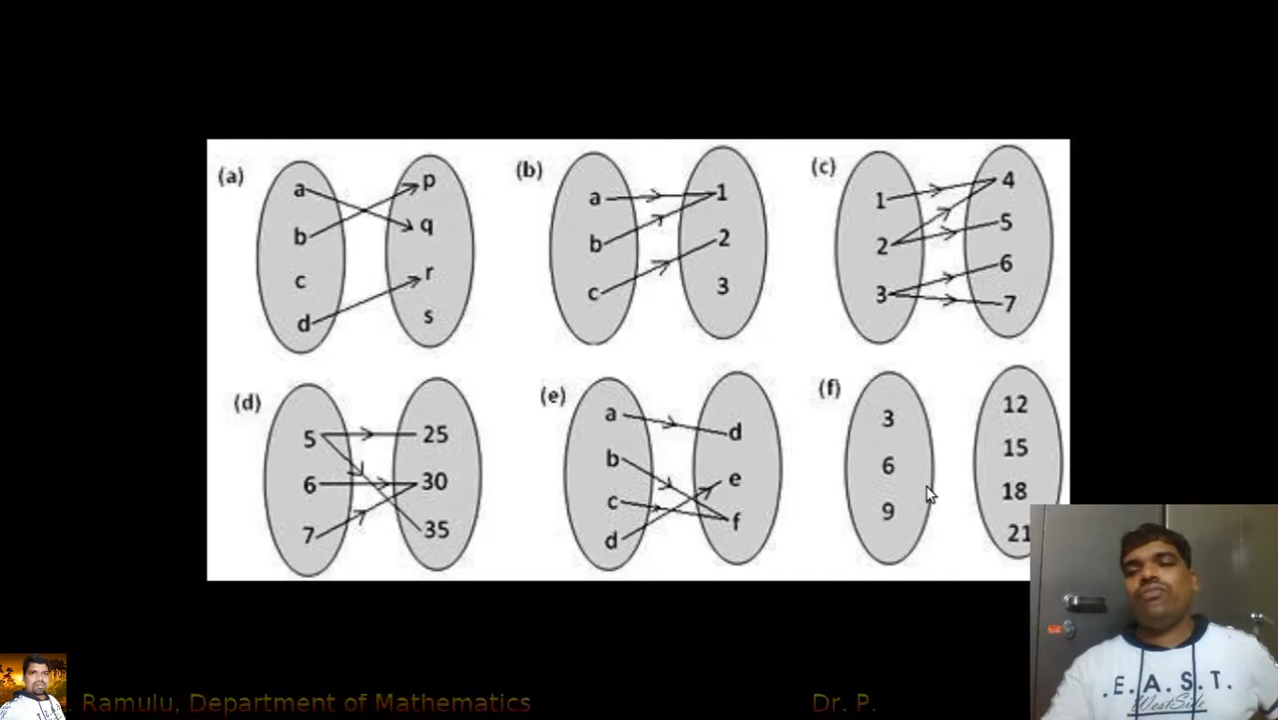 (a)
a
b
c
d
p
q
r
s
(b)
a
b
c
1
2
3
(c)
1
2
3
4
5
6
7
(d)
5
6
7
25
30
35
(e)
a
b
c
d
d
e
f
(f)
3
6
9
12
15
18
21
.E.A.S.T.
WestSide
. Ramulu, Department of Mathematics Dr. P.